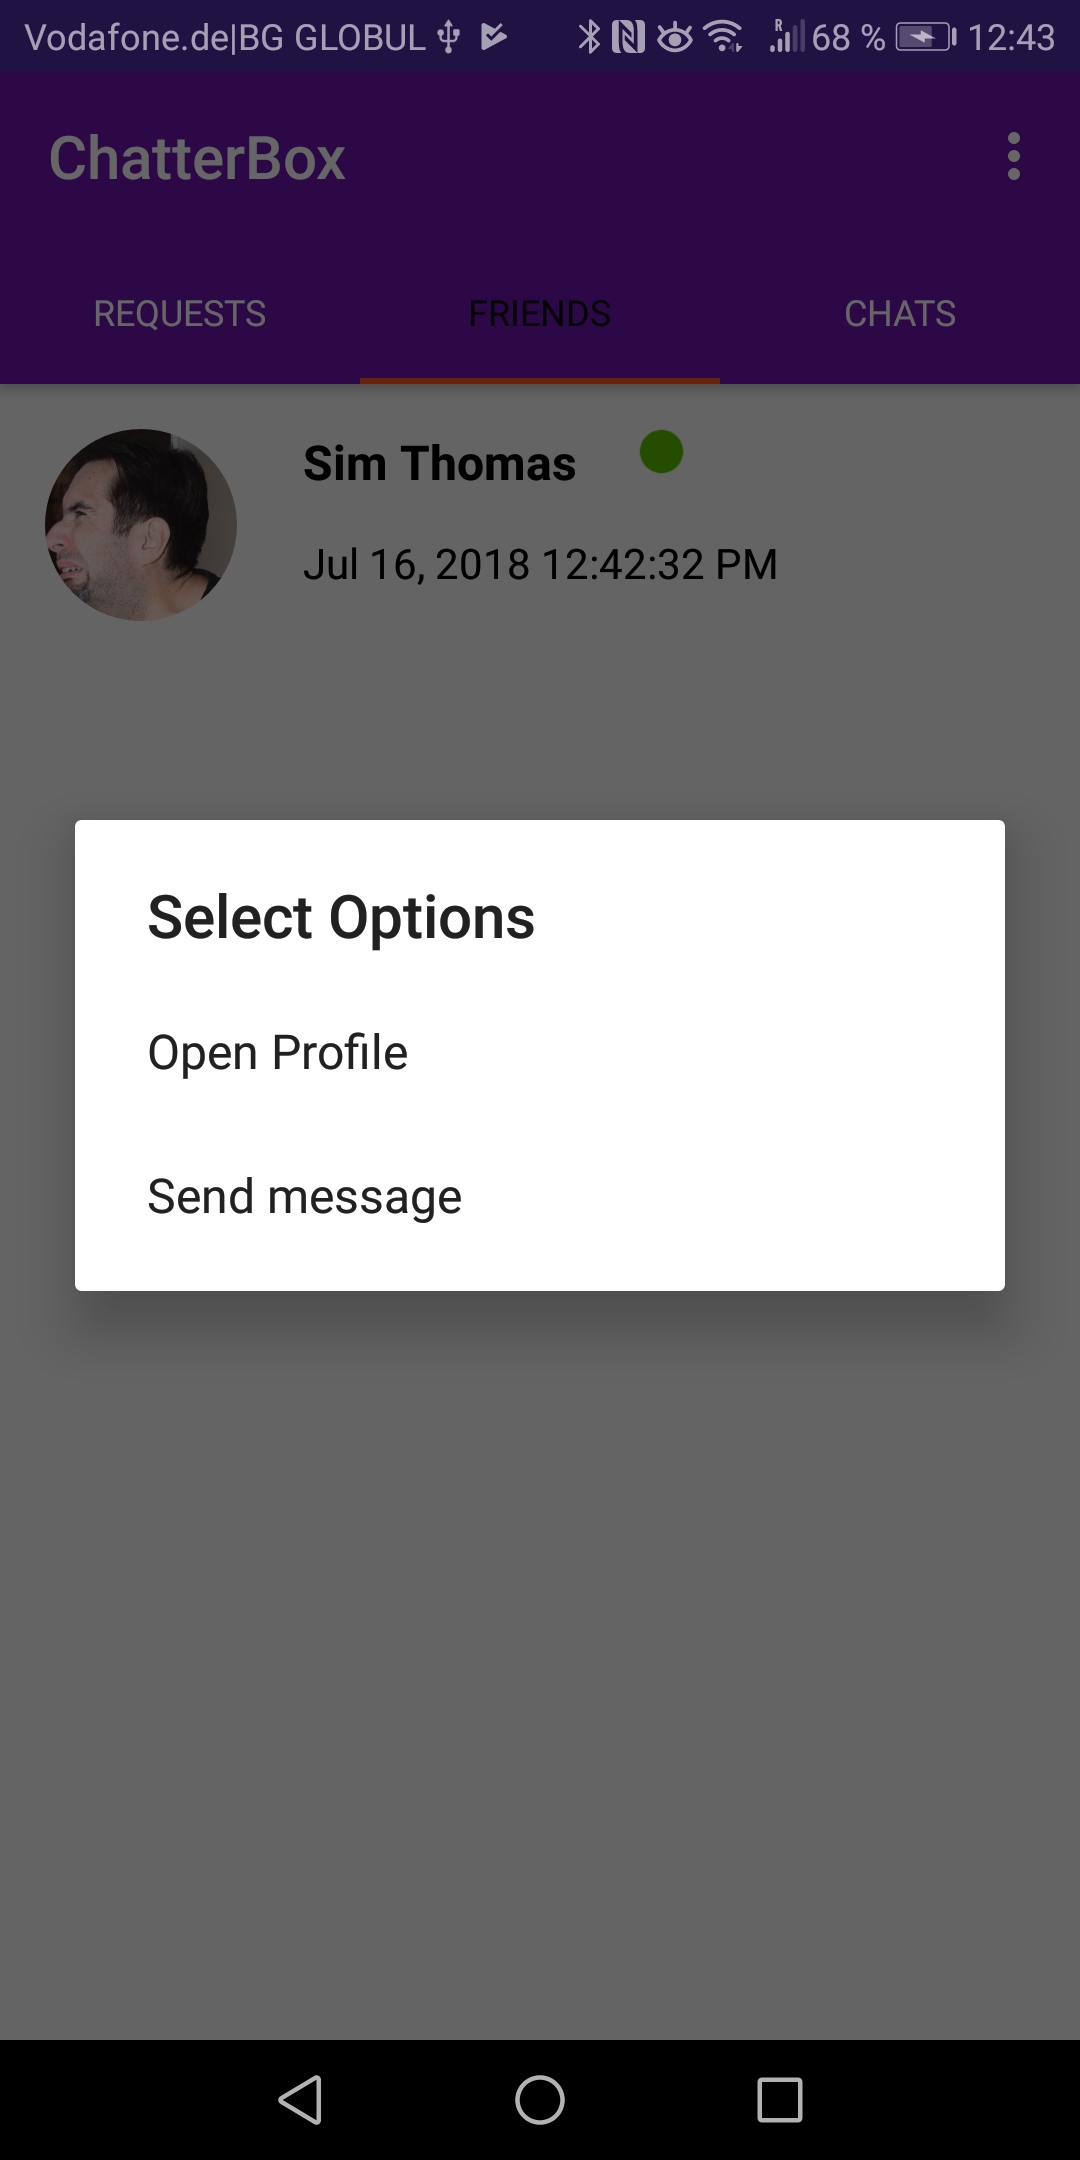 Vodafone.de|BG GLOBUL 68 % 12:43
ChatterBox
REQUESTS FRIENDS CHATS
Sim Thomas
Jul 16, 2018 12:42:32 PM
Select Options
Open Profile
Send message